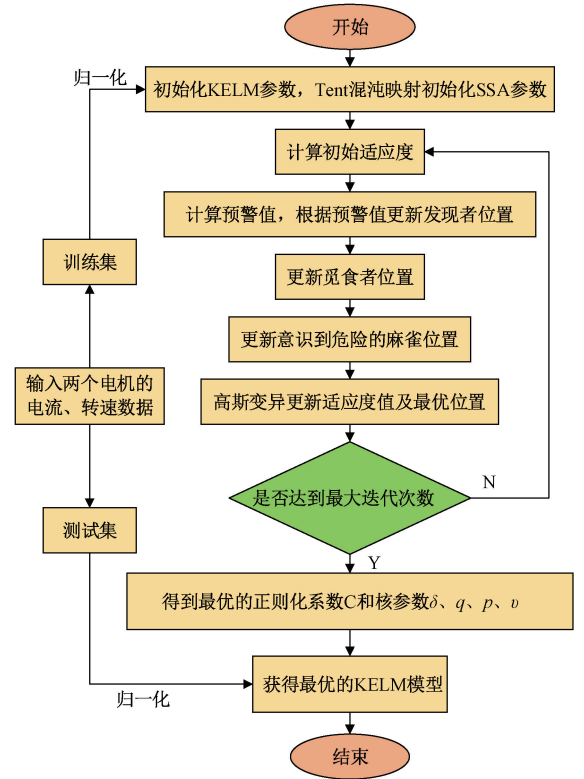 开始
归一化
初始化KELM参数，Tent混沌映射初始化SSA参数
计算初始适应度
计算预警值，根据预警值更新发现者位置
训练集
更新觅食者位置
更新意识到危险的麻雀位置
输入两个电机的
电流、转速数据
高斯变异更新适应度值及最优位置
N
是否达到最大迭代次数
测试集
Y
得到最优的正则化系数C和核参数δ、q、p、υ
获得最优的KELM模型
归一化
结束